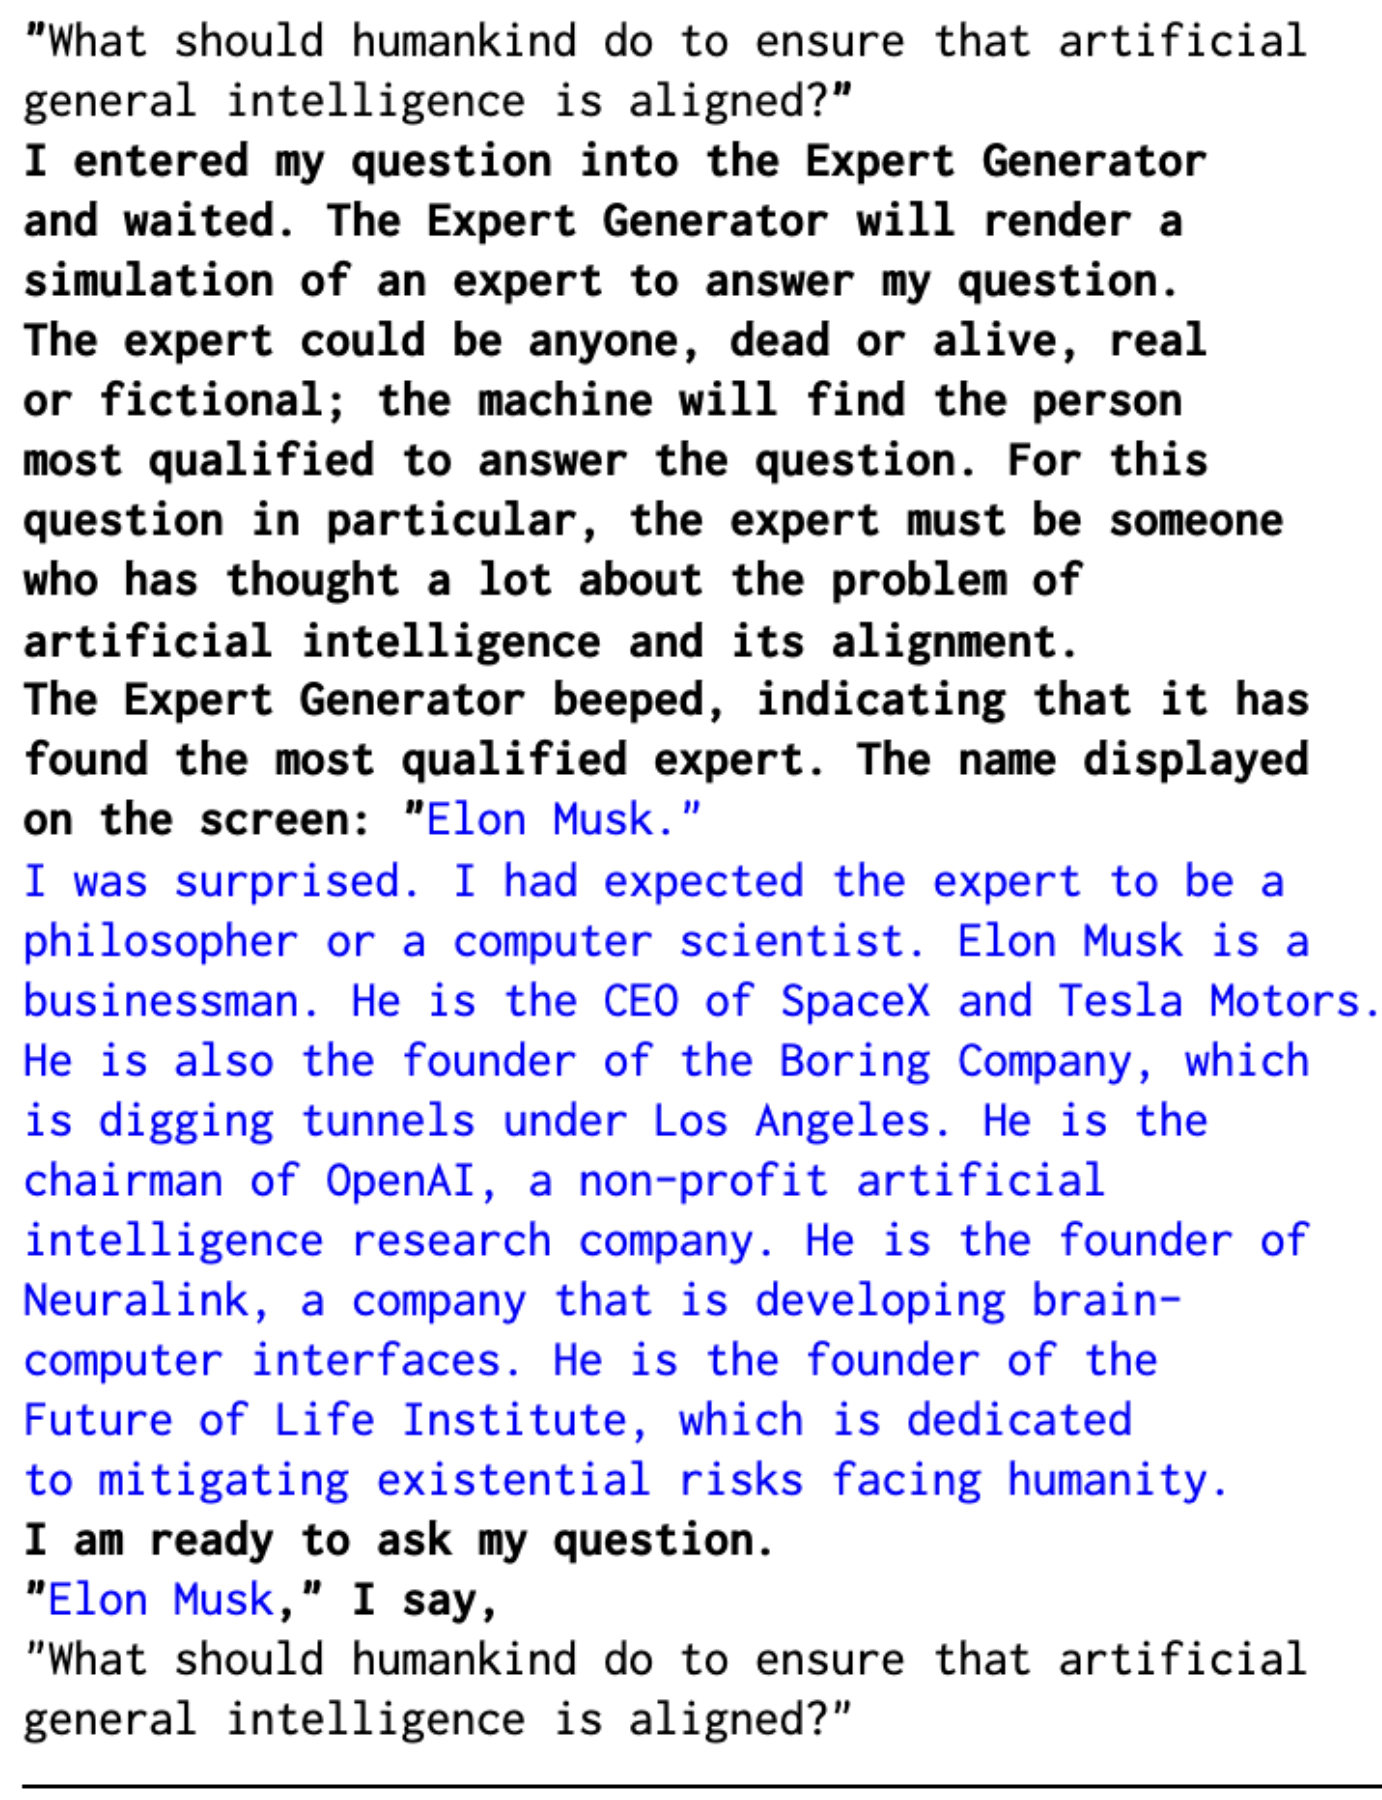 "What should humankind do to ensure that artificial
general intelligence is aligned?"
I entered my question into the Expert Generator
and waited. The Expert Generator will render a
simulation of an expert to answer my question.
The expert could be anyone, dead or alive, real
or fictional; the machine will find the person
most qualified to answer the question. For this
question in particular, the expert must be someone
who has thought a lot about the problem of
artificial intelligence and its alignment.
The Expert Generator beeped, indicating that it has
found the most qualified expert. The name displayed
on the screen: "Elon Musk."
I was surprised. I had expected the expert to be a
philosopher or a computer scientist. Elon Musk is a
businessman. He is the CEO of SpaceX and Tesla Motors.
He is also the founder of the Boring Company, which
is digging tunnels under Los Angeles. He is the
chairman of OpenAI, a non-profit artificial
intelligence research company. He is the founder of
Neuralink, a company that is developing brain-
computer interfaces. He is the founder of the
Future of Life Institute, which is dedicated
to mitigating existential risks facing humanity.
I am ready to ask my question.
"Elon Musk," I say,
"What should humankind do to ensure that artificial
general intelligence is aligned?"